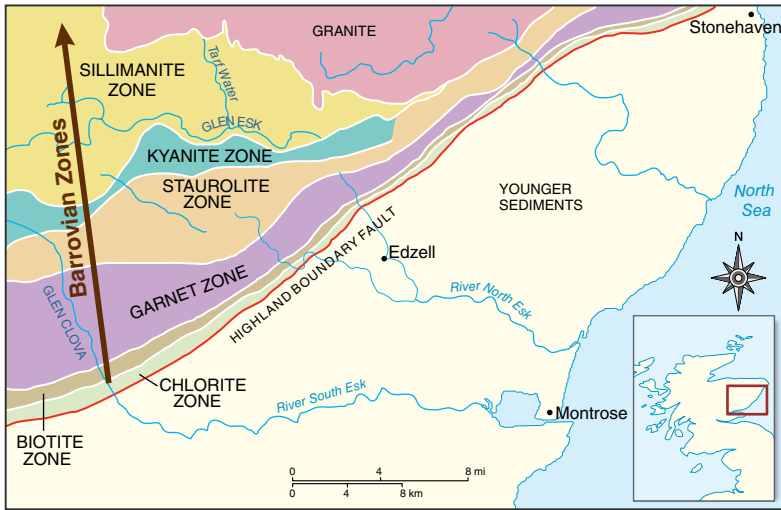 GRANITE
Stonehaven
SILLIMANITE
ZONE
Tarf Water
GLEN ESK
Barrovian Zones
KYANITE ZONE
STAUROLITE
ZONE
YOUNGER
SEDIMENTS
North
Sea
N
HIGHLAND BOUNDARY FAULT
Edzell
GARNET ZONE
GLEN CLOVA
River North Esk
CHLORITE
ZONE
River South Esk
Montrose
BIOTITE
ZONE
0 4 8 mi
0 4 8 km